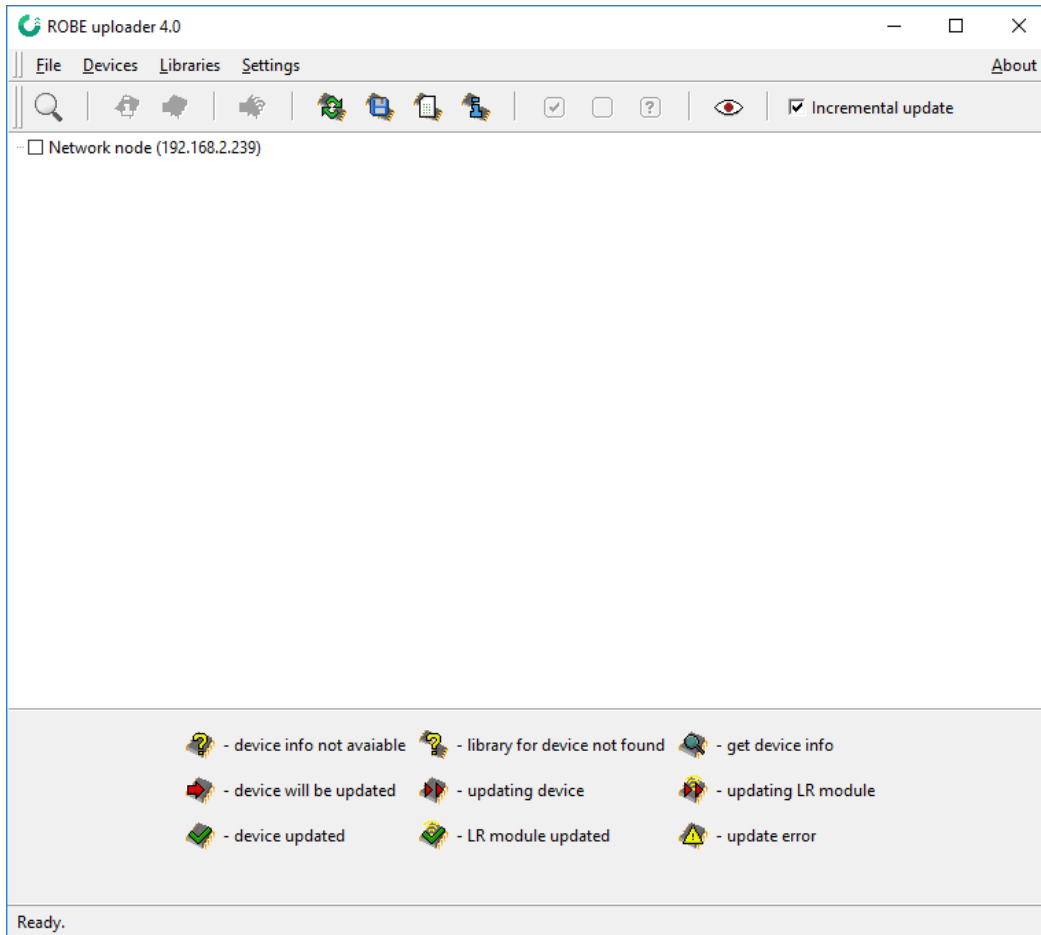 ROBE uploader 4.0
File Devices Libraries Settings About
Incremental update
Network node (192.168.2.239)
- device info not avaiable - library for device not found - get device info
- device will be updated - updating device - updating LR module
- device updated - LR module updated - update error
Ready.